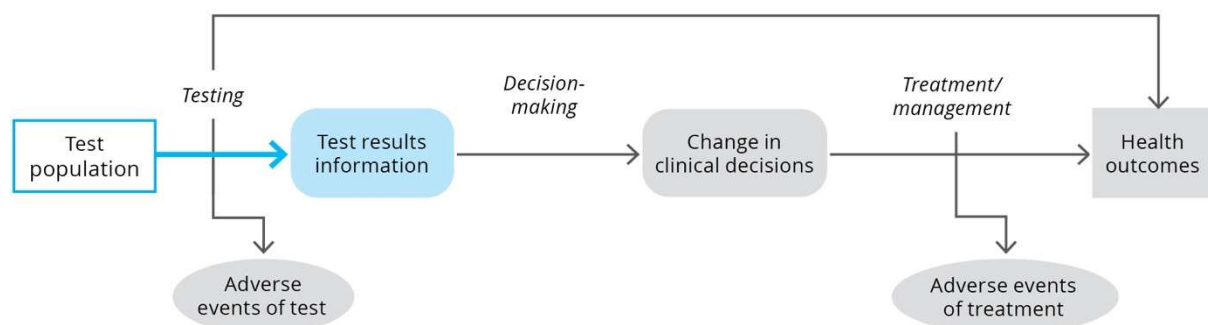 Testing
Decision-
making
Treatment/
management
Test
population
Test results
information
Change in
clinical decisions
Health
outcomes
Adverse
events of test
Adverse events
of treatment